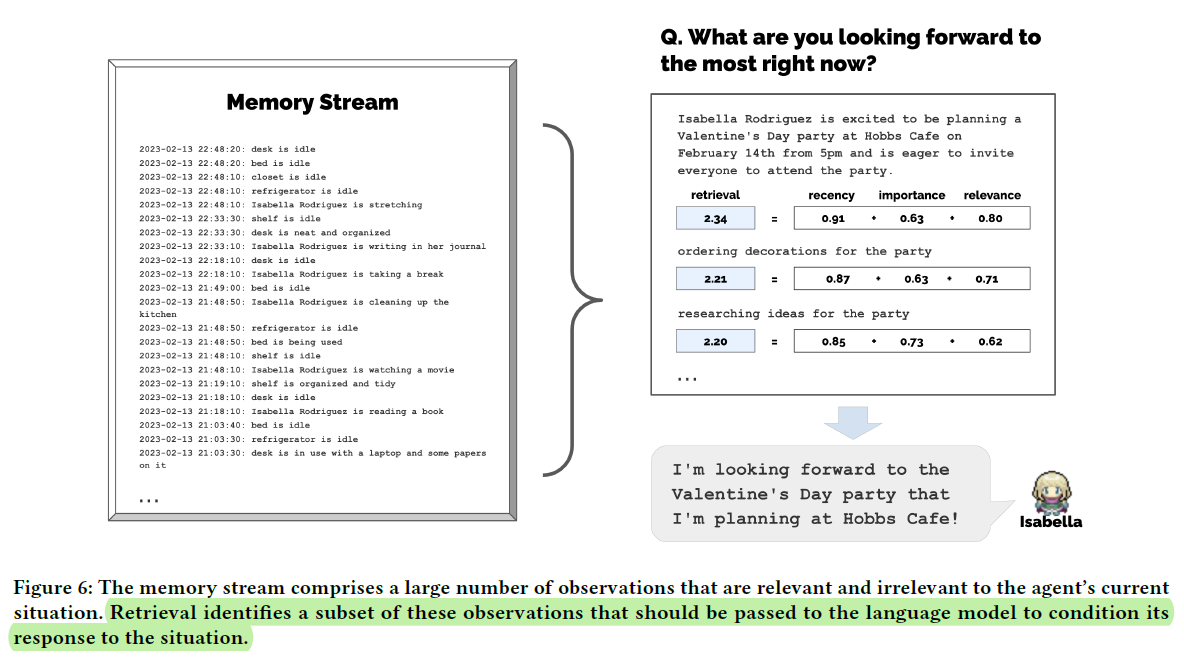 Memory Stream
2023-02-13 22:48:20: desk is idle
2023-02-13 22:48:20: bed is idle
2023-02-13 22:48:10: closet is idle
2023-02-13 22:48:10: refrigerator is idle
2023-02-13 22:48:10: Isabella Rodriguez is stretching
2023-02-13 22:33:30: shelf is idle
2023-02-13 22:33:30: desk is neat and organized
2023-02-13 22:33:10: Isabella Rodriguez is writing in her journal
2023-02-13 22:18:10: desk is idle
2023-02-13 22:18:10: Isabella Rodriguez is taking a break
2023-02-13 21:49:00: bed is idle
2023-02-13 21:48:50: Isabella Rodriguez is cleaning up the
kitchen
2023-02-13 21:48:50: refrigerator is idle
2023-02-13 21:48:50: bed is being used
2023-02-13 21:48:10: shelf is idle
2023-02-13 21:48:10: Isabella Rodriguez is watching a movie
2023-02-13 21:19:10: shelf is organized and tidy
2023-02-13 21:18:10: desk is idle
2023-02-13 21:18:10: Isabella Rodriguez is reading a book
2023-02-13 21:03:40: bed is idle
2023-02-13 21:03:30: refrigerator is idle
2023-02-13 21:03:30: desk is in use with a laptop and some papers
on it
...
Q. What are you looking forward to
the most right now?
Isabella Rodriguez is excited to be planning a
Valentine's Day party at Hobbs Cafe on
February 14th from 5pm and is eager to invite
everyone to attend the party.
retrieval recency importance relevance
2.34 = 0.91 + 0.63 + 0.80
ordering decorations for the party
2.21 = 0.87 + 0.63 + 0.71
researching ideas for the party
2.20 = 0.85 + 0.73 + 0.62
...
I'm looking forward to the
Valentine's Day party that
I'm planning at Hobbs Cafe!
Isabella
Figure 6: The memory stream comprises a large number of observations that are relevant and irrelevant to the agent's current
situation. Retrieval identifies a subset of these observations that should be passed to the language model to condition its
response to the situation.